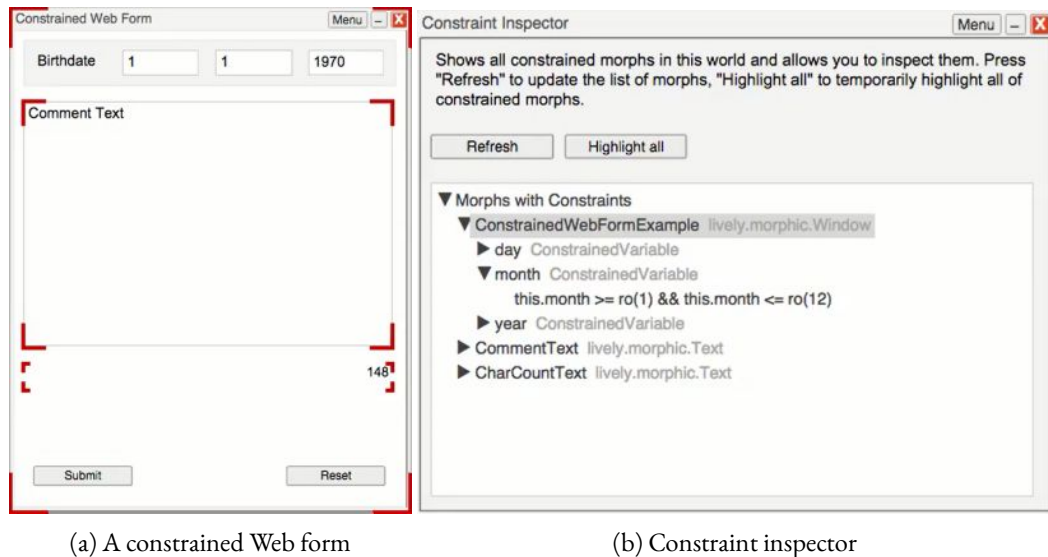 Constrained Web Form Menu –X
Birthdate 1 1 1970
Comment Text
148
Submit Reset
(a) A constrained Web form
Constraint Inspector Menu – X
Shows all constrained morphs in this world and allows you to inspect them. Press
"Refresh" to update the list of morphs, "Highlight all" to temporarily highlight all of
constrained morphs.
Refresh Highlight all
▼ Morphs with Constraints
▼ ConstrainedWebFormExample lively.morphic.Window
▶ day ConstrainedVariable
▼ month ConstrainedVariable
this.month >= ro(1) && this.month <= ro(12)
▶ year ConstrainedVariable
▶ CommentText lively.morphic.Text
▶ CharCountText lively.morphic.Text
(b) Constraint inspector